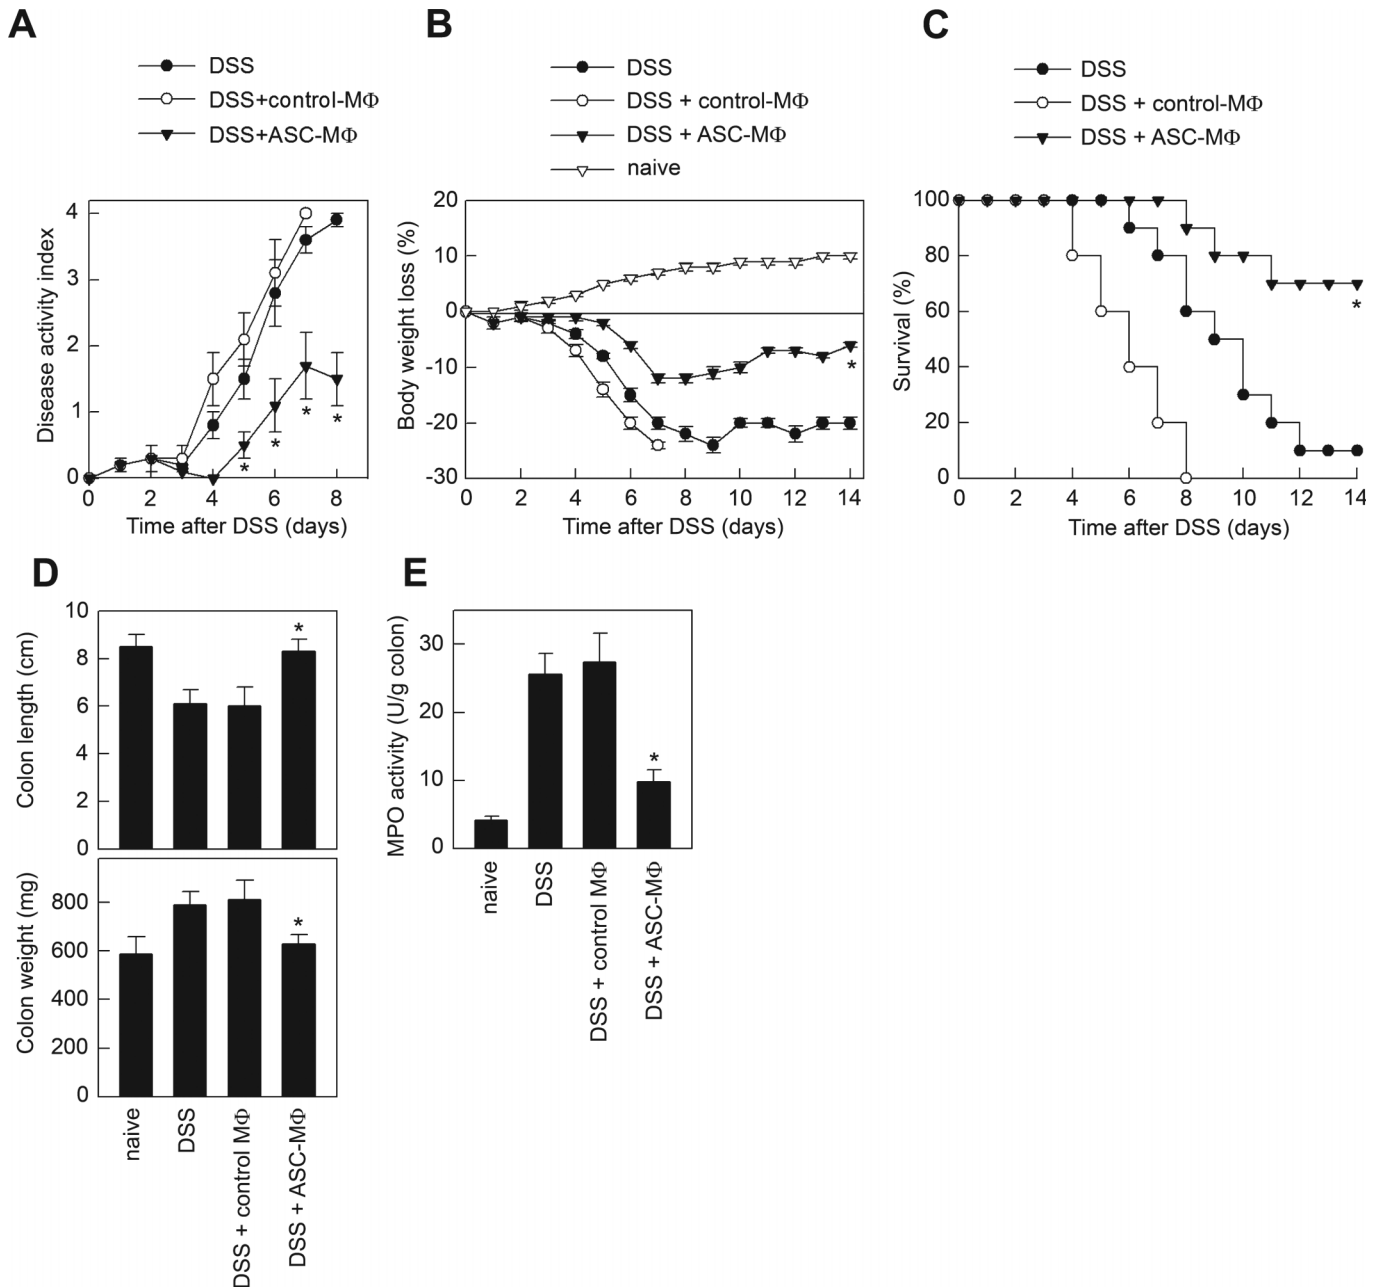 A
DSS
DSS+control-MΦ
DSS+ASC-MΦ
Disease activity index
4
3
2
1
0
* * * *
0 2 4 6 8
Time after DSS (days)
B
DSS
DSS + control-MΦ
DSS + ASC-MΦ
naive
Body weight loss (%)
20
10
0
-10
-20
-30
*
0 2 4 6 8 10 12 14
Time after DSS (days)
C
DSS
DSS + control-MΦ
DSS + ASC-MΦ
Survival (%)
100
80
60
40
20
0
*
0 2 4 6 8 10 12 14
Time after DSS (days)
D
Colon length (cm)
10
8
6
4
2
0
*
Colon weight (mg)
800
600
400
200
0
*
naive
DSS
DSS + control MΦ
DSS + ASC-MΦ
E
MPO activity (U/g colon)
30
20
10
0
*
naive
DSS
DSS + control MΦ
DSS + ASC-MΦ